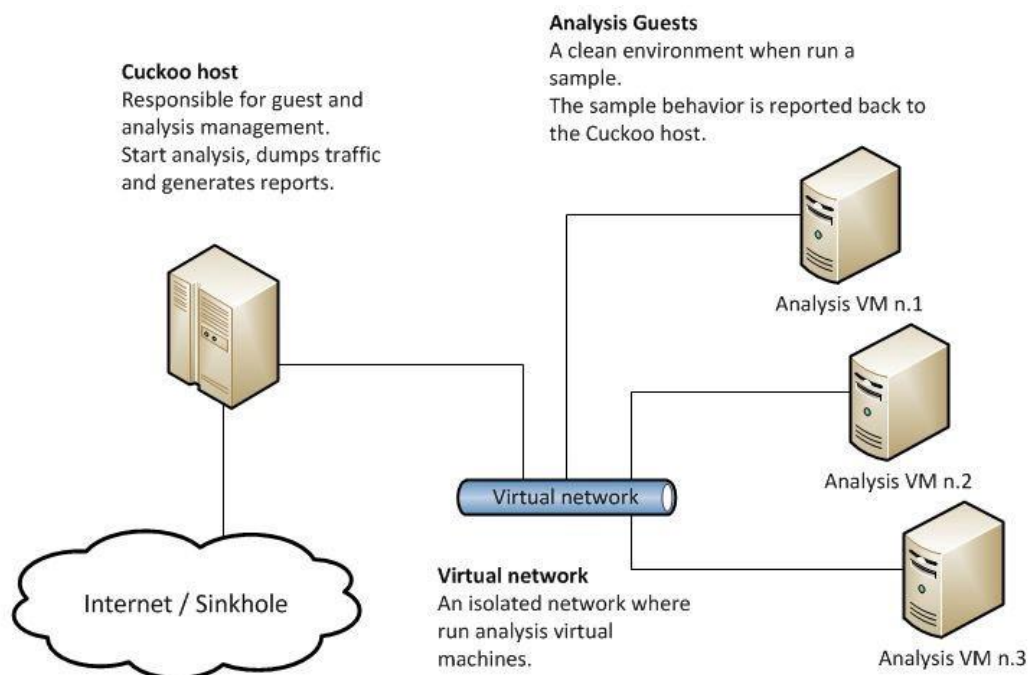 Cuckoo host
Responsible for guest and
analysis management.
Start analysis, dumps traffic
and generates reports.
Analysis Guests
A clean environment when run a
sample.
The sample behavior is reported back to
the Cuckoo host.
Analysis VM n.1
Analysis VM n.2
Virtual network
Internet / Sinkhole
Virtual network
An isolated network where
run analysis virtual
machines.
Analysis VM n.3